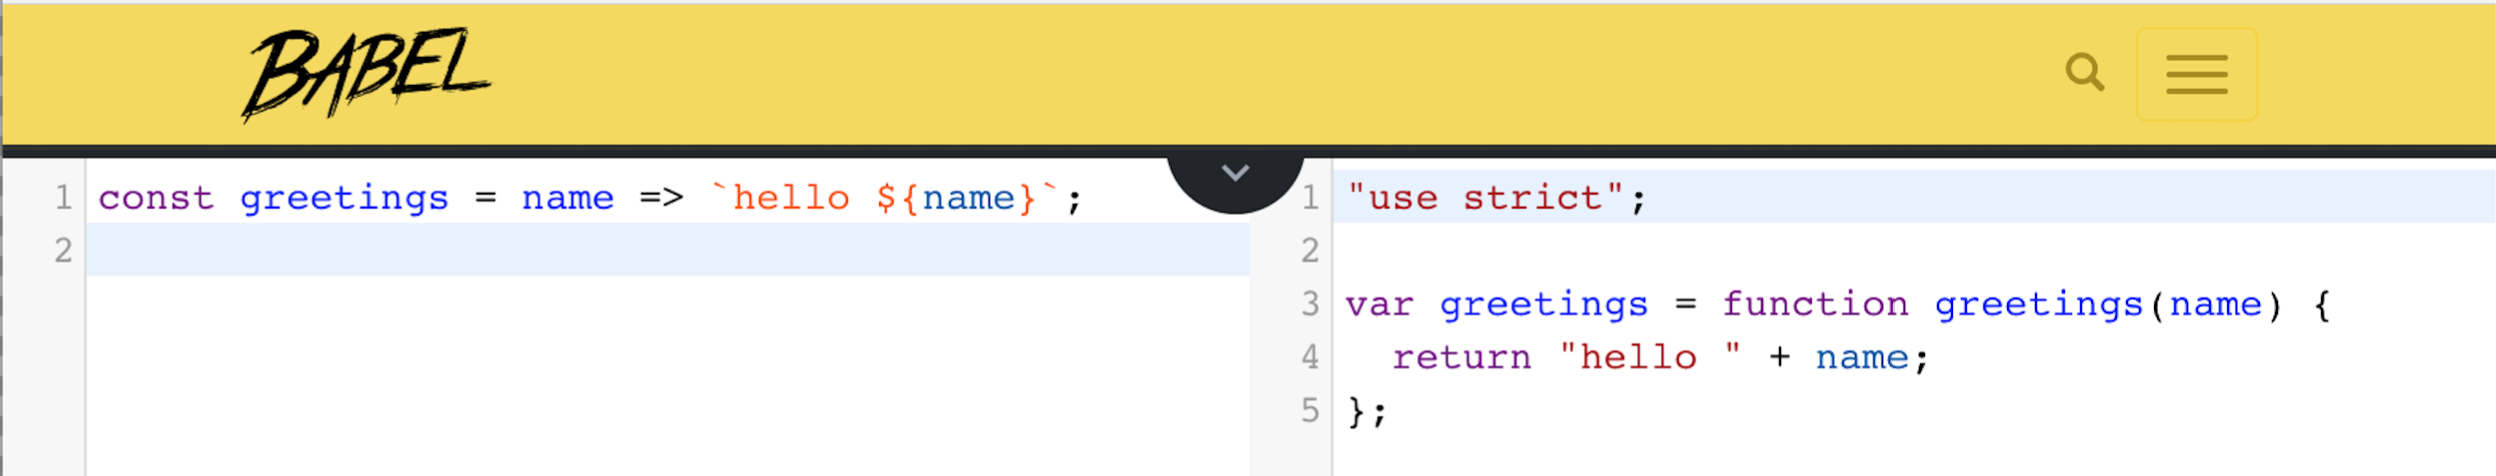 BABEL
1 const greetings = name => `hello ${name}`;
2
1 "use strict";
2
3 var greetings = function greetings(name) {
4   return "hello " + name;
5 };